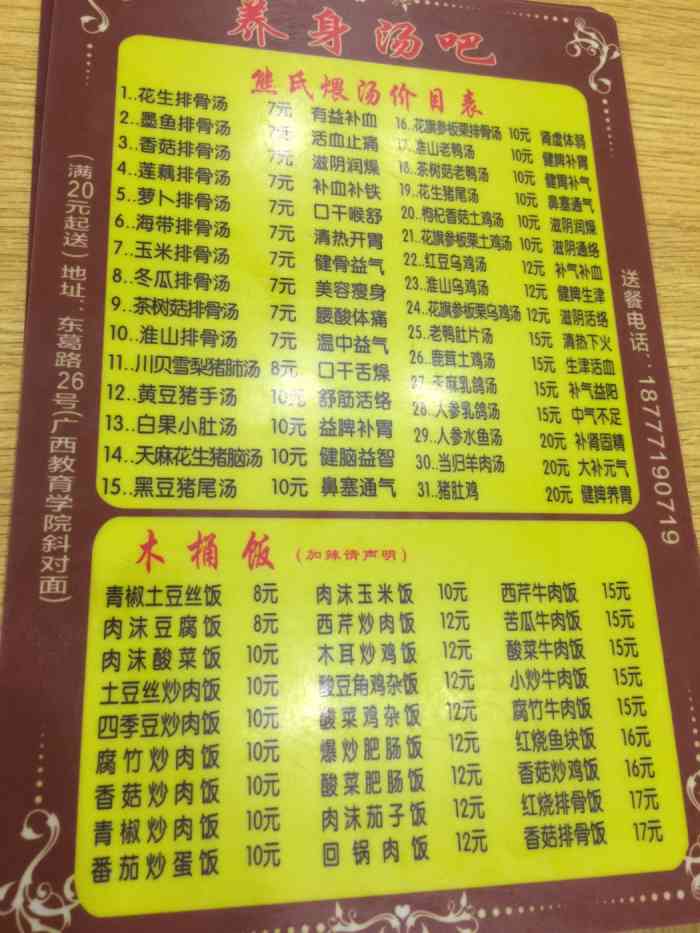 养身汤吧
熊氏煨汤价目表
1..花生排骨汤 7元 有益补血
2..墨鱼排骨汤 7元 活血止痛
3..香菇排骨汤 7元 滋阴润燥
4..莲藕排骨汤 7元 补血补铁
5..萝卜排骨汤 7元 口干喉舒
6..海带排骨汤 7元 清热开胃
7..玉米排骨汤 7元 健骨益气
8..冬瓜排骨汤 7元 美容瘦身
9..茶树菇排骨汤 7元 腰酸体痛
10..淮山排骨汤 7元 温中益气
11..川贝雪梨猪肺汤 8元 口干舌燥
12..黄豆猪手汤 10元 舒筋活络
13..白果小肚汤 10元 益脾补胃
14..天麻花生猪脑汤 10元 健脑益智
15..黑豆猪尾汤 10元 鼻塞通气
16..花旗参板栗排骨汤 10元 肾虚体弱
17..淮山老鸭汤 10元 健脾补胃
18..茶树菇老鸭汤 10元 健胃补气
19..花生猪尾汤 10元 鼻塞通气
20..枸杞香菇土鸡汤 10元 滋阴润燥
21..花旗参板栗土鸡汤 10元 滋阴通络
22..红豆乌鸡汤 12元 补气补血
23..淮山乌鸡汤 12元 健脾生津
24..花旗参板栗乌鸡汤 12元 滋阴活络
25..老鸭肚片汤 15元 清热下火
26..鹿茸土鸡汤 15元 生津活血
27..天麻乳鸽汤 15元 补气益阳
28..人参乳鸽汤 15元 中气不足
29..人参水鱼汤 20元 补肾固精
30..当归羊肉汤 20元 大补元气
31..猪肚鸡 20元 健脾养胃
木桶饭 (加辣请声明)
青椒土豆丝饭 8元
肉沫豆腐饭 8元
肉沫酸菜饭 10元
土豆丝炒肉饭 10元
四季豆炒肉饭 10元
腐竹炒肉饭 10元
香菇炒肉饭 10元
青椒炒肉饭 10元
番茄炒蛋饭 10元
肉沫玉米饭 10元
西芹炒肉饭 12元
木耳炒鸡饭 12元
酸豆角鸡杂饭 12元
酸菜鸡杂饭 12元
爆炒肥肠饭 12元
酸菜肥肠饭 12元
肉沫茄子饭 12元
回锅肉饭 12元
西芹牛肉饭 15元
苦瓜牛肉饭 15元
酸菜牛肉饭 15元
小炒牛肉饭 15元
腐竹牛肉饭 15元
红烧鱼块饭 16元
香菇炒鸡饭 16元
红烧排骨饭 17元
香菇排骨饭 17元
(满20元起送) 地址：东葛路26号(广西教育学院斜对面)
送餐电话：18777190719